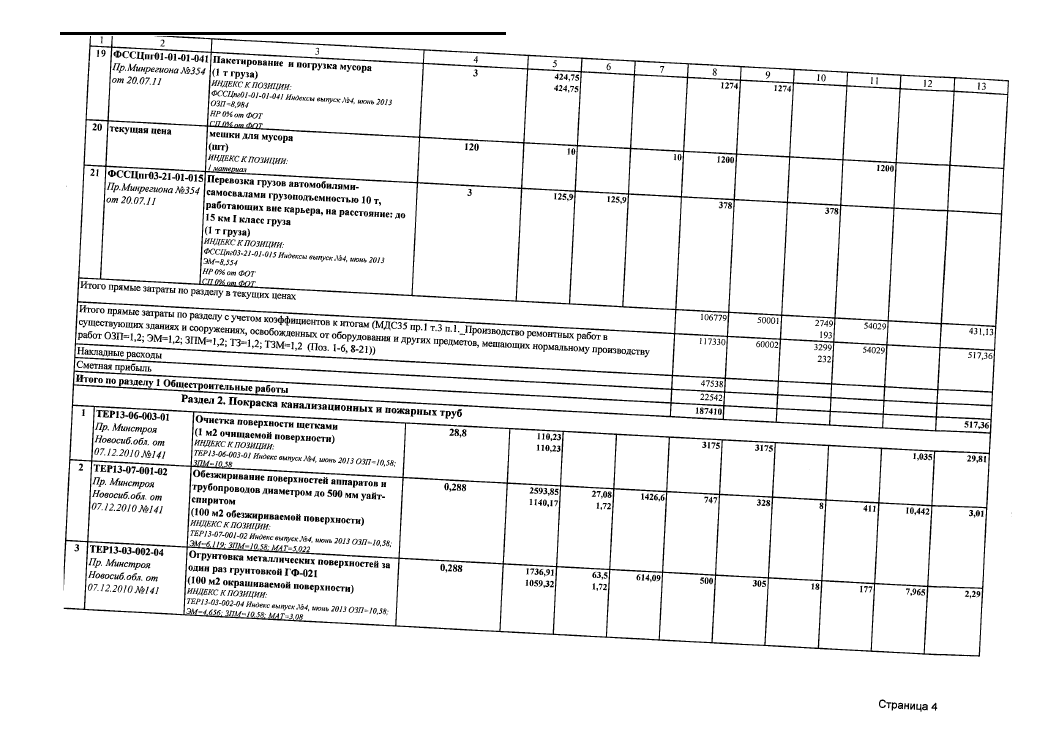 1 2 3 4 5 6 7 8 9 10 11 12 13
19 ФССЦпг01-01-01-041 Пакетирование и погрузка мусора 3 424,75 1274 1274
Пр.Минрегиона №354 (1 т груза) 424,75
от 20.07.11 ИНДЕКС К ПОЗИЦИИ:
ФССЦпг01-01-01-041 Индексы выпуск №4, июнь 2013
ОЗП=8,984
НР 0% от ФОТ
СП 0% от ФОТ
20 текущая цена мешки для мусора 120 10 10 1200 1200
(шт)
ИНДЕКС К ПОЗИЦИИ:
1 материал
21 ФССЦпг03-21-01-015 Перевозка грузов автомобилями- 3 125,9 125,9 378 378
Пр.Минрегиона №354 самосвалами грузоподъемностью 10 т,
от 20.07.11 работающих вне карьера, на расстояние: до
15 км I класс груза
(1 т груза)
ИНДЕКС К ПОЗИЦИИ:
ФССЦпг03-21-01-015 Индексы выпуск №4, июнь 2013
ЭМ=8,554
НР 0% от ФОТ
СП 0% от ФОТ
Итого прямые затраты по разделу в текущих ценах 106779 50001 2749 54029 431,13
193
Итого прямые затраты по разделу с учетом коэффициентов к итогам (МДС35 пр.1 т.3 п.1._Производство ремонтных работ в 117330 60002 3299 54029 517,36
существующих зданиях и сооружениях, освобожденных от оборудования и других предметов, мешающих нормальному производству 232
работ ОЗП=1,2; ЭМ=1,2; ЗПМ=1,2; ТЗ=1,2; ТЗМ=1,2 (Поз. 1-6, 8-21))
Накладные расходы 47538
Сметная прибыль 22542
Итого по разделу 1 Общестроительные работы 187410 517,36
Раздел 2. Покраска канализационных и пожарных труб
1 ТЕР13-06-003-01 Очистка поверхности щетками 28,8 110,23 3175 3175 1,035 29,81
Пр. Минстроя (1 м2 очищаемой поверхности) 110,23
Новосиб.обл. от ИНДЕКС К ПОЗИЦИИ:
07.12.2010 №141 ТЕР13-06-003-01 Индекс выпуск №4, июнь 2013 ОЗП=10,58;
ЗПМ=10,58
2 ТЕР13-07-001-02 Обезжиривание поверхностей аппаратов и 0,288 2593,85 27,08 1426,6 747 328 8 411 10,442 3,01
Пр. Минстроя трубопроводов диаметром до 500 мм уайт- 1140,17 1,72
Новосиб.обл. от спиритом
07.12.2010 №141 (100 м2 обезжириваемой поверхности)
ИНДЕКС К ПОЗИЦИИ:
ТЕР13-07-001-02 Индекс выпуск №4, июнь 2013 ОЗП=10,58;
ЭМ=6,119; ЗПМ=10,58; МАТ=5,022
3 ТЕР13-03-002-04 Огрунтовка металлических поверхностей за 0,288 1736,91 63,5 614,09 500 305 18 177 7,965 2,29
Пр. Минстроя один раз грунтовкой ГФ-021 1059,32 1,72
Новосиб.обл. от (100 м2 окрашиваемой поверхности)
07.12.2010 №141 ИНДЕКС К ПОЗИЦИИ:
ТЕР13-03-002-04 Индекс выпуск №4, июнь 2013 ОЗП=10,58;
ЭМ=4,656; ЗПМ=10,58; МАТ=3,08
Страница 4